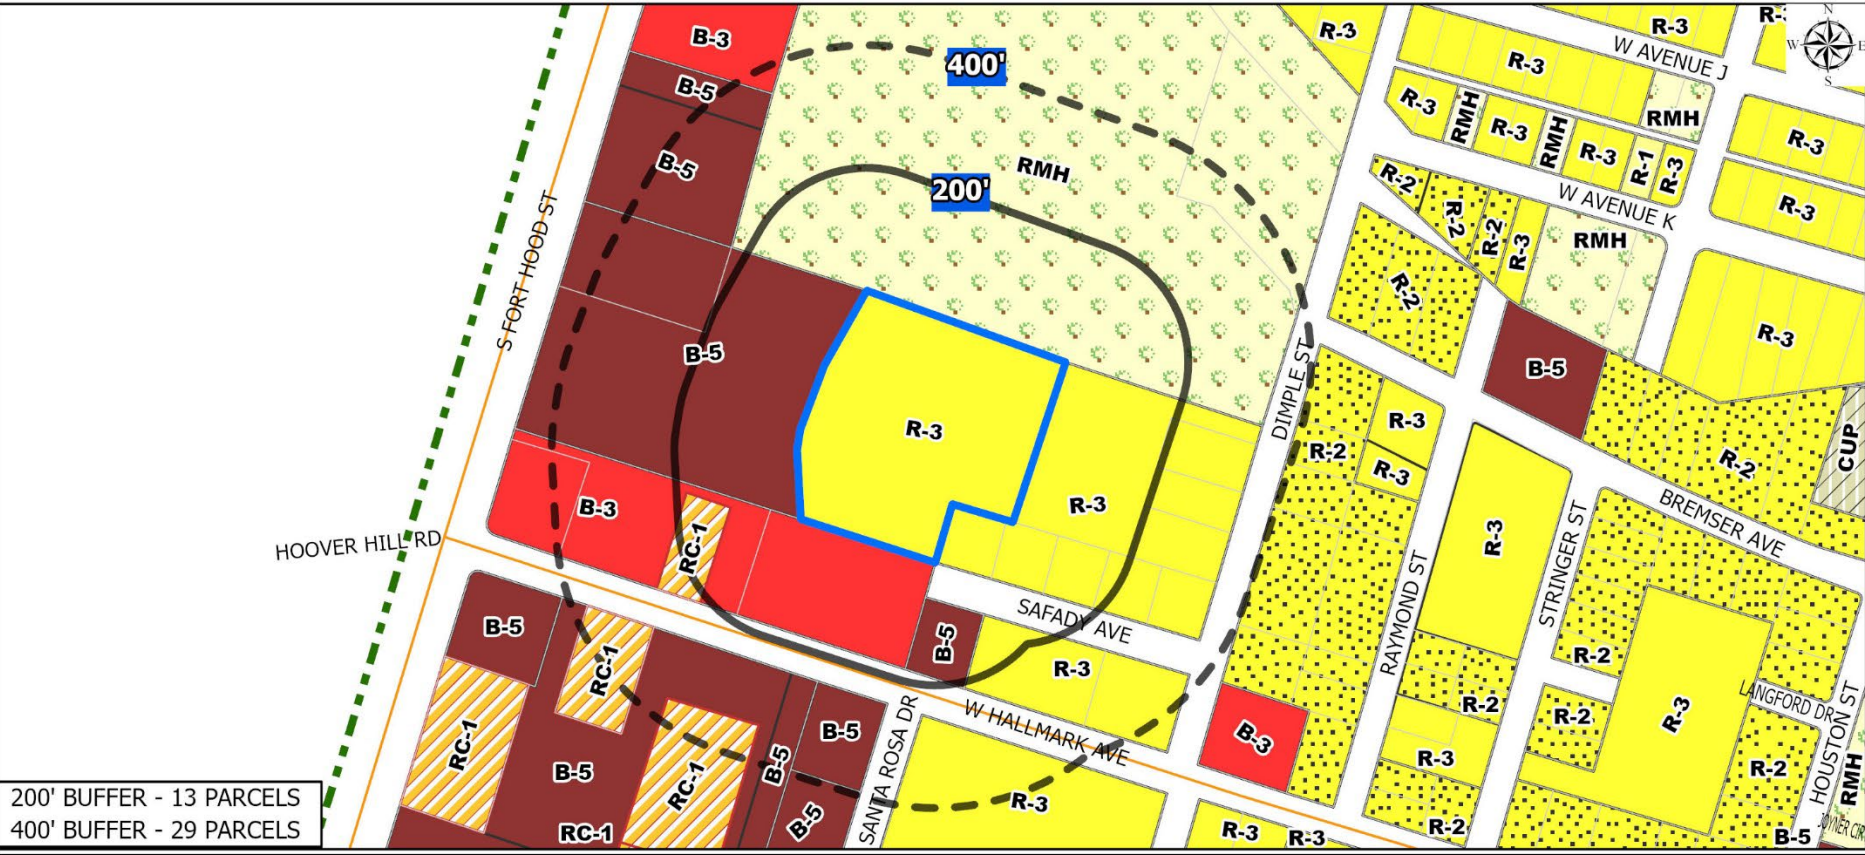 B-3
R-3
R-3
W AVENUE J
N
W
E
S
400'
B-5
R-3
R-3
RMH
R-3
RMH
R-3
RMH
R-3
R-1
R-3
R-3
B-5
RMH
200'
R-2
W AVENUE K
R-3
S FORT HOOD ST
R-2
R-2
R-3
RMH
R-2
R-3
B-5
B-5
DIMPLE ST
R-3
R-3
R-2
R-3
R-2
CUP
B-3
R-3
RC-1
R-3
BREMSER AVE
HOOVER HILL RD
STRINGER ST
RAYMOND ST
SAFADY AVE
B-5
B-5
R-3
R-2
RC-1
R-2
LANGFORD DR
HOUSTON ST
W HALLMARK AVE
SANTA ROSA DR
B-5
B-3
R-2
R-3
RC-1
B-5
B-5
RC-1
R-3
R-2
RMH
200' BUFFER - 13 PARCELS
400' BUFFER - 29 PARCELS
R-3
B-5
RC-1
R-3
R-3
R-2
B-5
JOYNER CIR